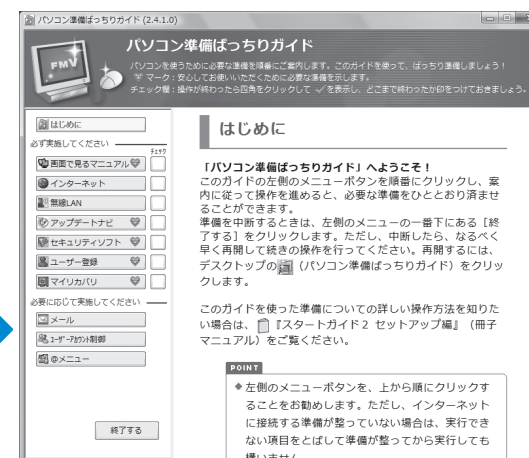 パソコン準備ばっちりガイド (2.4.1.0)
FMV
パソコン準備ばっちりガイド
パソコンを使うために必要な準備を順番にご案内します。このガイドを使って、ばっちり準備しましょう！
マーク：安心してお使いいただくために必要な準備を示します。
チェック欄：操作が終わったら四角をクリックして ✓を表示し、どこまで終わったか印をつけておきましょう。
はじめに
必ず実施してください
チェック
画面で見るマニュアル
インターネット
無線LAN
アップデートナビ
セキュリティソフト
ユーザー登録
マイリカバリ
必要に応じて実施してください
メール
ユーザーアカウント制御
@メニュー
終了する
はじめに
「パソコン準備ばっちりガイド」へようこそ！
このガイドの左側のメニューボタンを順番にクリックし、案
内に従って操作を進めると、必要な準備をひととおり済ませ
ることができます。
準備を中断するときは、左側のメニューの一番下にある［終
了する］をクリックします。ただし、中断したら、なるべく
早く再開して続きの操作を行ってください。再開するには、
デスクトップの（パソコン準備ばっちりガイド）をクリッ
クします。
このガイドを使った準備についての詳しい操作方法を知りた
い場合は、『スタートガイド２ セットアップ編』（冊子
マニュアル）をご覧ください。
POINT
◆左側のメニューボタンを、上から順にクリックす
ることをお勧めします。ただし、インターネット
に接続する準備が整っていない場合は、実行でき
ない項目をとばして準備が整ってから実行しても
構いません。